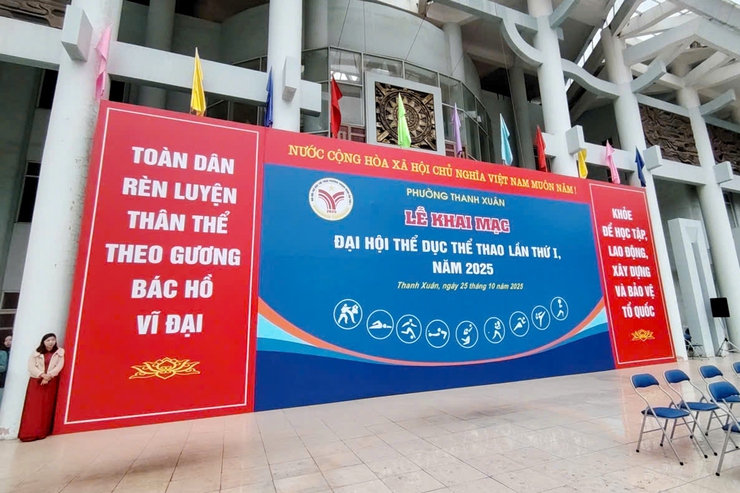 TOÀN DÂN
RÈN LUYỆN
THÂN THỂ
THEO GƯƠNG
BÁC HỒ
VĨ ĐẠI
NƯỚC CỘNG HÒA XÃ HỘI CHỦ NGHĨA VIỆT NAM MUÔN NĂM!
PHƯỜNG THANH XUÂN
LỄ KHAI MẠC
ĐẠI HỘI THỂ DỤC THỂ THAO LẦN THỨ I,
NĂM 2025
Thanh Xuân, ngày 25 tháng 10 năm 2025
KHỎE
ĐỂ HỌC TẬP,
LAO ĐỘNG,
XÂY DỰNG
VÀ BẢO VỆ
TỔ QUỐC